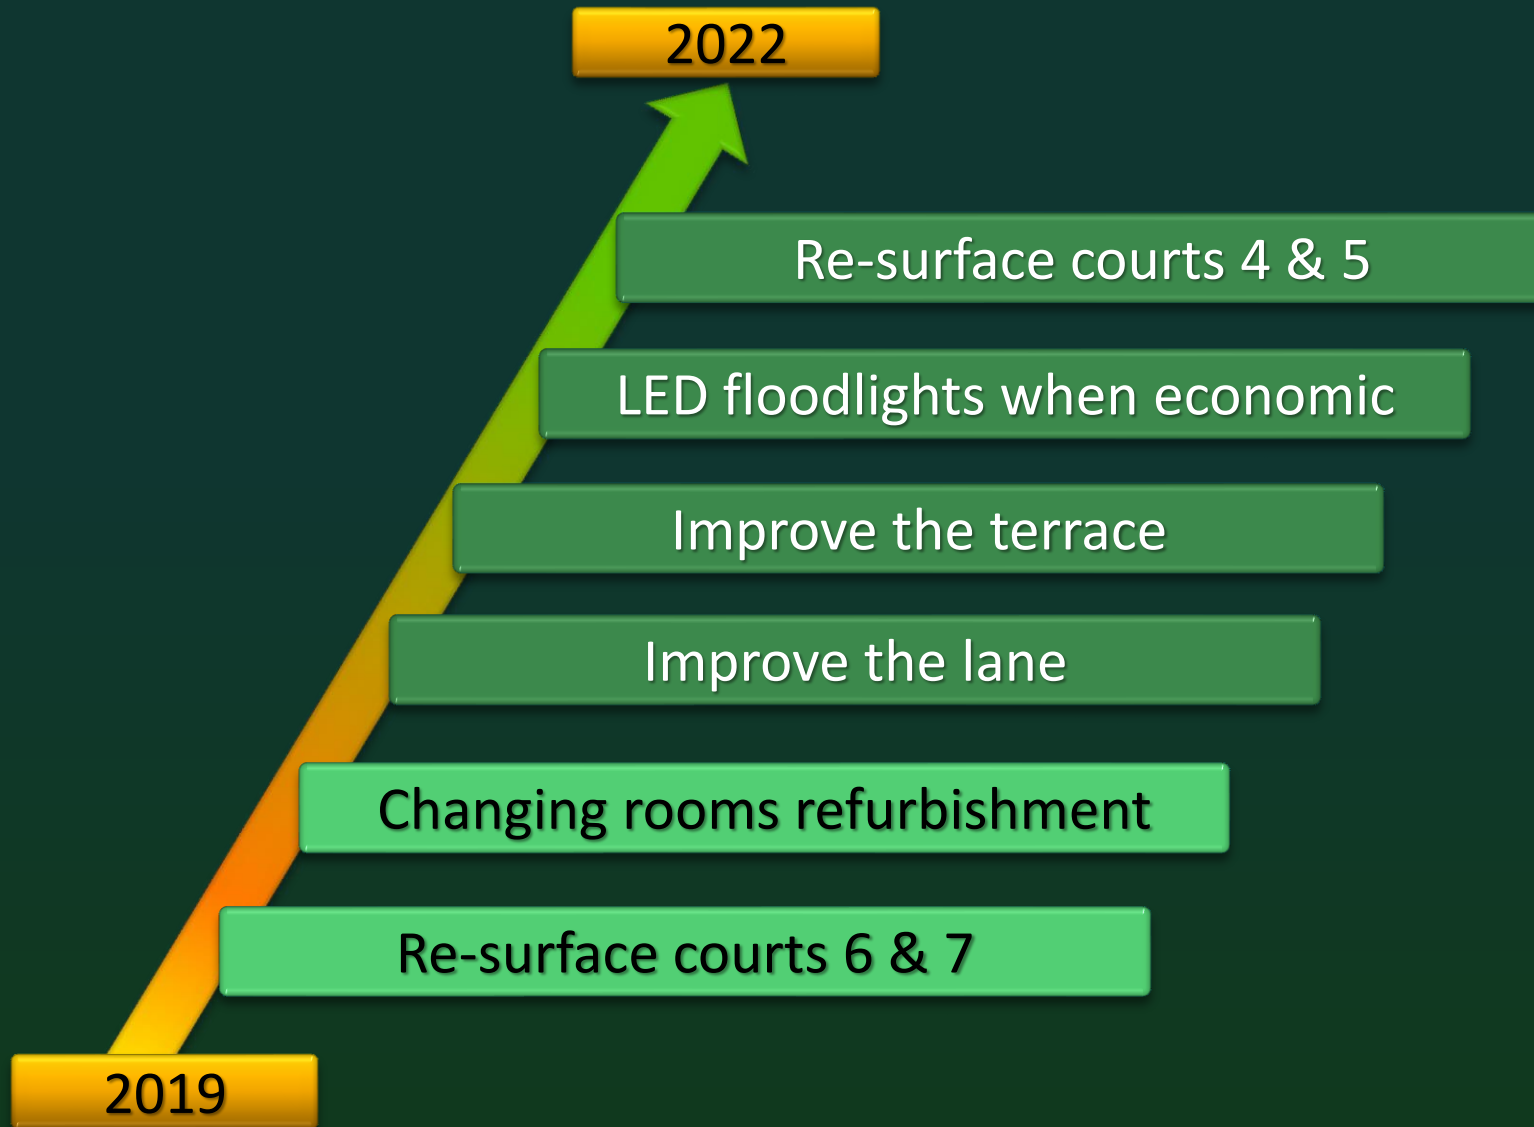 2022
Re-surface courts 4 & 5
LED floodlights when economic
Improve the terrace
Improve the lane
Changing rooms refurbishment
Re-surface courts 6 & 7
2019